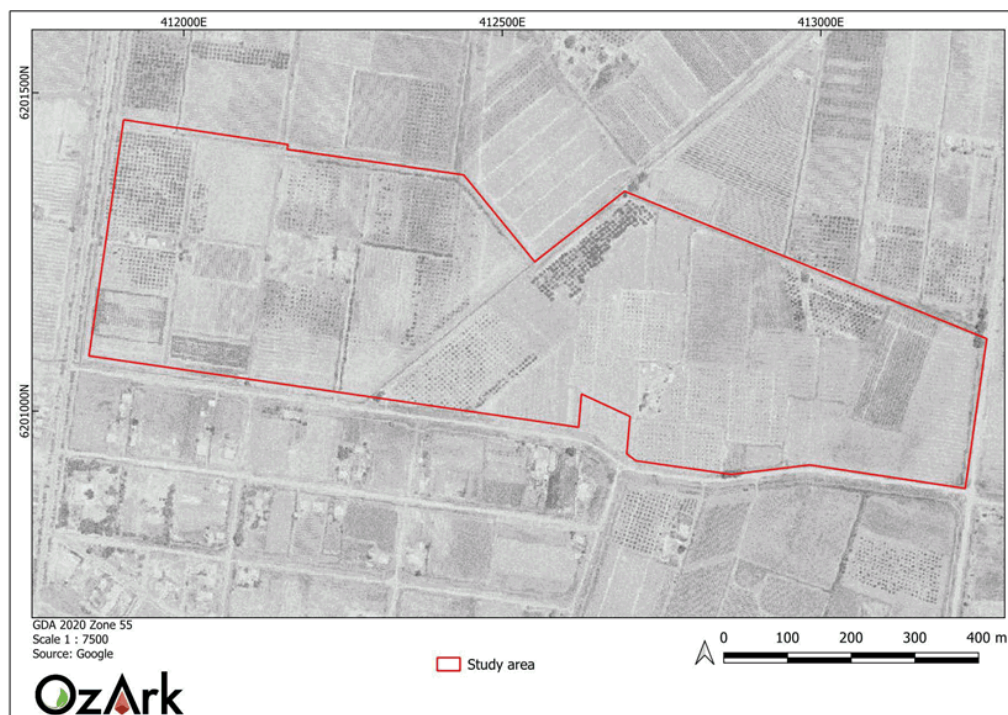 412000E
412500E
413000E
6201500N
6201000N
GDA 2020 Zone 55
Scale 1 : 7500
Source: Google
Study area
0 100 200 300 400 m
OzArk